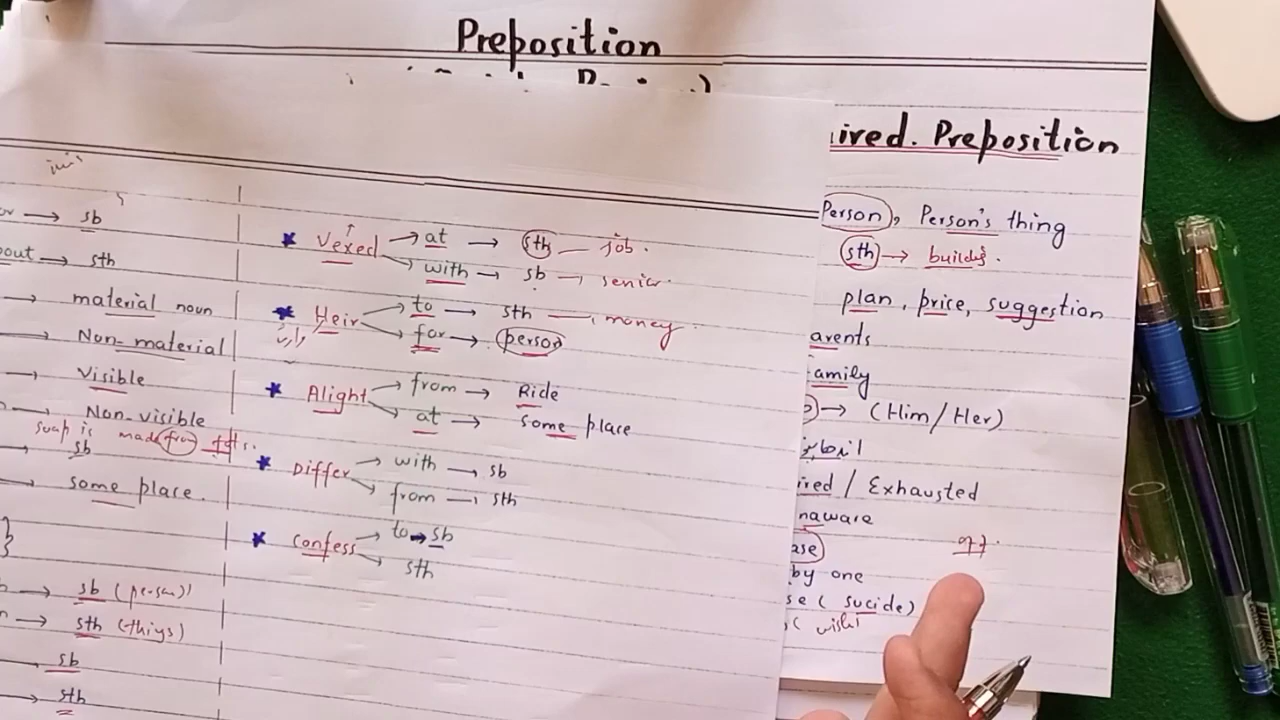 Preposition
ired. Preposition
sb
sth
material noun
Non-material
Visible
Non-visible
soap is made from
sb
some place.
sb (person)
sth (thiys)
sb
sth
* Vexed → at → sth — job.
→ with → sb → senior.
* Heir → to → sth → money
→ for → person
* Alight → from → Ride
→ at → some place
* Differ → with → sb
→ from → sth
* Confess → to → sb
→ sth
Person, Person's thing
sth → 
plan, price, suggestion
arents
amily
→ (Him/Her)
ired / Exhausted
naware
ase
by one
se (sucide)